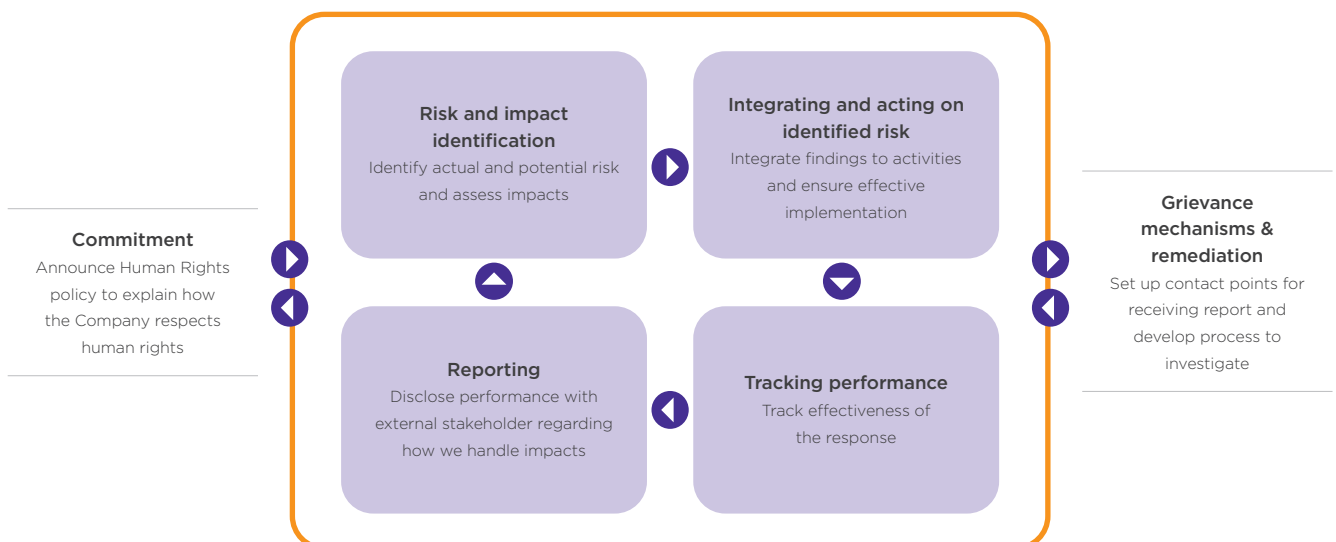 Commitment
Announce Human Rights
policy to explain how
the Company respects
human rights
Risk and impact
identification
Identify actual and potential risk
and assess impacts
Integrating and acting on
identified risk
Integrate findings to activities
and ensure effective
implementation
Reporting
Disclose performance with
external stakeholder regarding
how we handle impacts
Tracking performance
Track effectiveness of
the response
Grievance
mechanisms &
remediation
Set up contact points for
receiving report and
develop process to
investigate